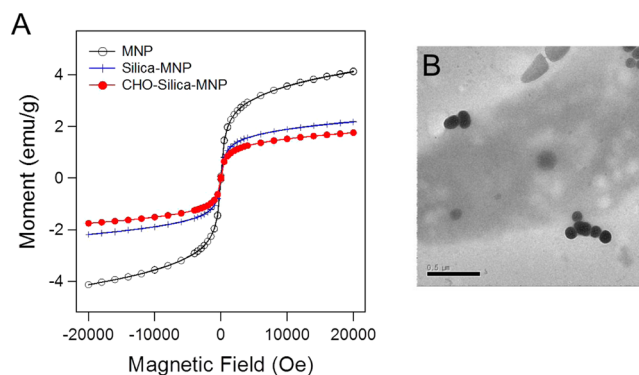 A
MNP
Silica-MNP
CHO-Silica-MNP
Moment (emu/g)
4
2
0
-2
-4
-20000 -10000 0 10000 20000
Magnetic Field (Oe)
B
0.5 μm